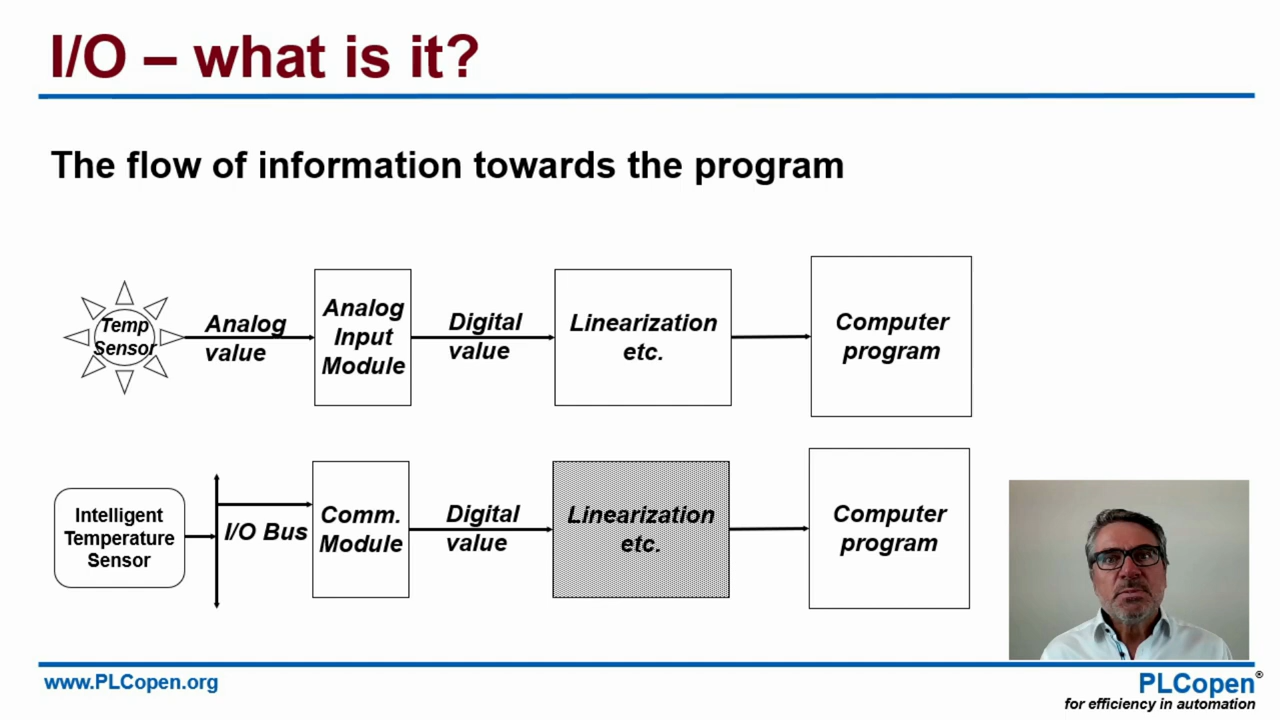 I/O – what is it?
The flow of information towards the program
Temp
Sensor
Analog
value
Analog
Input
Module
Digital
value
Linearization
etc.
Computer
program
Intelligent
Temperature
Sensor
I/O Bus
Comm.
Module
Digital
value
Linearization
etc.
Computer
program
www.PLCopen.org
PLCopen®
for efficiency in automation